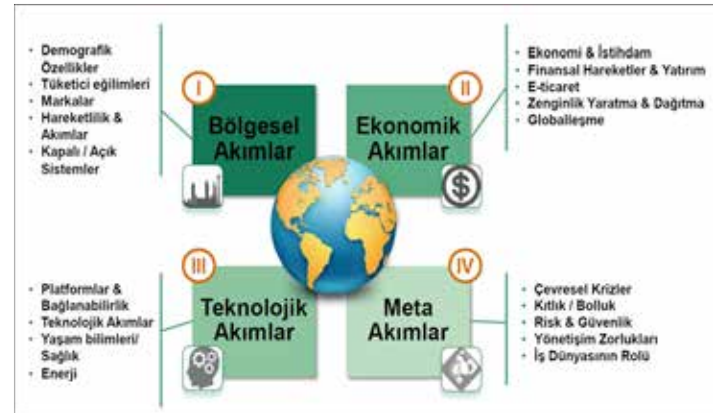 • Demografik
Özellikler
• Tüketici eğilimleri
• Markalar
• Hareketlilik &
Akımlar
• Kapalı / Açık
Sistemler
I
Bölgesel
Akımlar
II
Ekonomik
Akımlar
$
• Ekonomi & İstihdam
• Finansal Hareketler & Yatırım
• E-ticaret
• Zenginlik Yaratma & Dağıtma
• Globalleşme
• Platformlar &
Bağlanabilirlik
• Teknolojik Akımlar
• Yaşam bilimleri/
Sağlık
• Enerji
III
Teknolojik
Akımlar
IV
Meta
Akımlar
• Çevresel Krizler
• Kıtlık / Bolluk
• Risk & Güvenlik
• Yönetişim Zorlukları
• İş Dünyasının Rolü